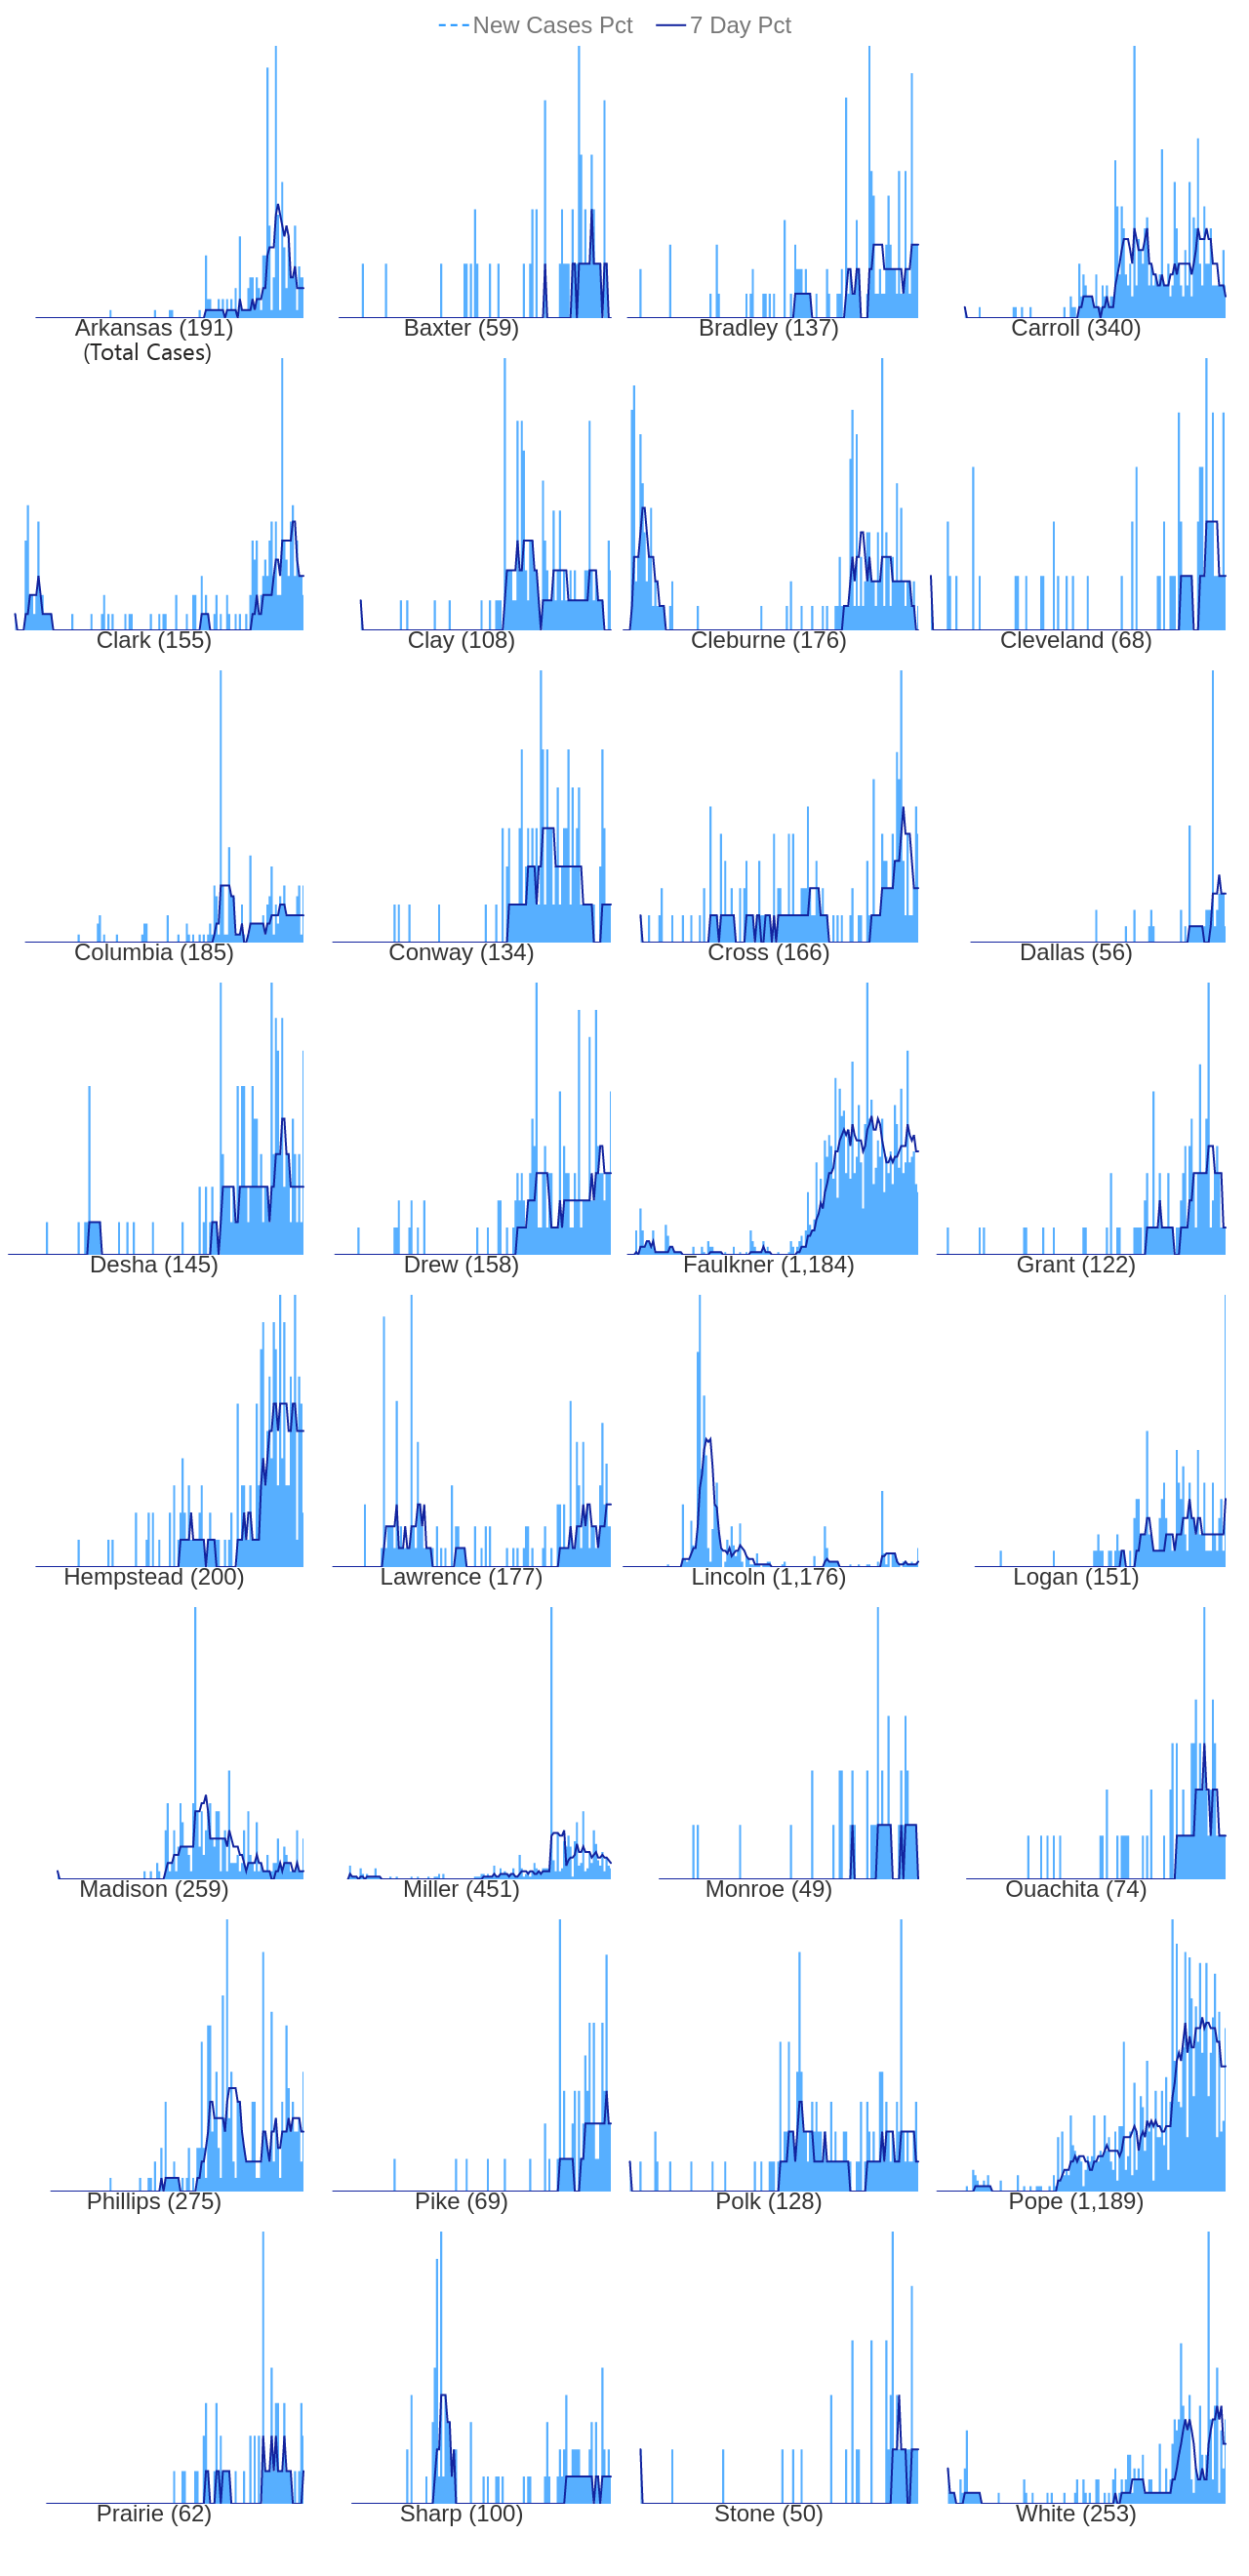 New Cases Pct 7 Day Pct
Arkansas (191) Baxter (59) Bradley (137) Carroll (340)
(Total Cases)
Clark (155) Clay (108) Cleburne (176) Cleveland (68)
Columbia (185) Conway (134) Cross (166) Dallas (56)
Desha (145) Drew (158) Faulkner (1,184) Grant (122)
Hempstead (200) Lawrence (177) Lincoln (1,176) Logan (151)
Madison (259) Miller (451) Monroe (49) Ouachita (74)
Phillips (275) Pike (69) Polk (128) Pope (1,189)
Prairie (62) Sharp (100) Stone (50) White (253)